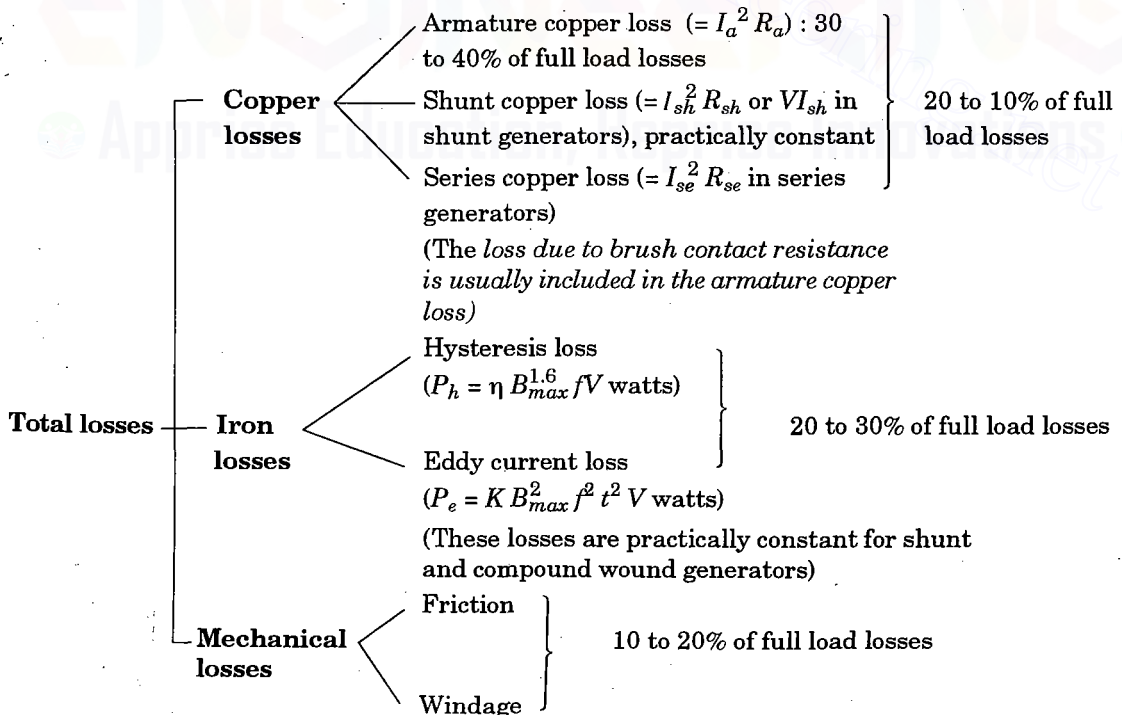 Armature copper loss (= I_a^2 R_a) : 30
to 40% of full load losses
Copper
losses
Shunt copper loss (= I_sh^2 R_sh or VI_sh in
shunt generators), practically constant
20 to 10% of full
load losses
Series copper loss (= I_se^2 R_se in series
generators)
(The loss due to brush contact resistance
is usually included in the armature copper
loss)
Hysteresis loss
(P_h = η B_max^1.6 fV watts)
Total losses
Iron
losses
20 to 30% of full load losses
Eddy current loss
(P_e = K B_max^2 f^2 t^2 V watts)
(These losses are practically constant for shunt
and compound wound generators)
Friction
Mechanical
losses
10 to 20% of full load losses
Windage